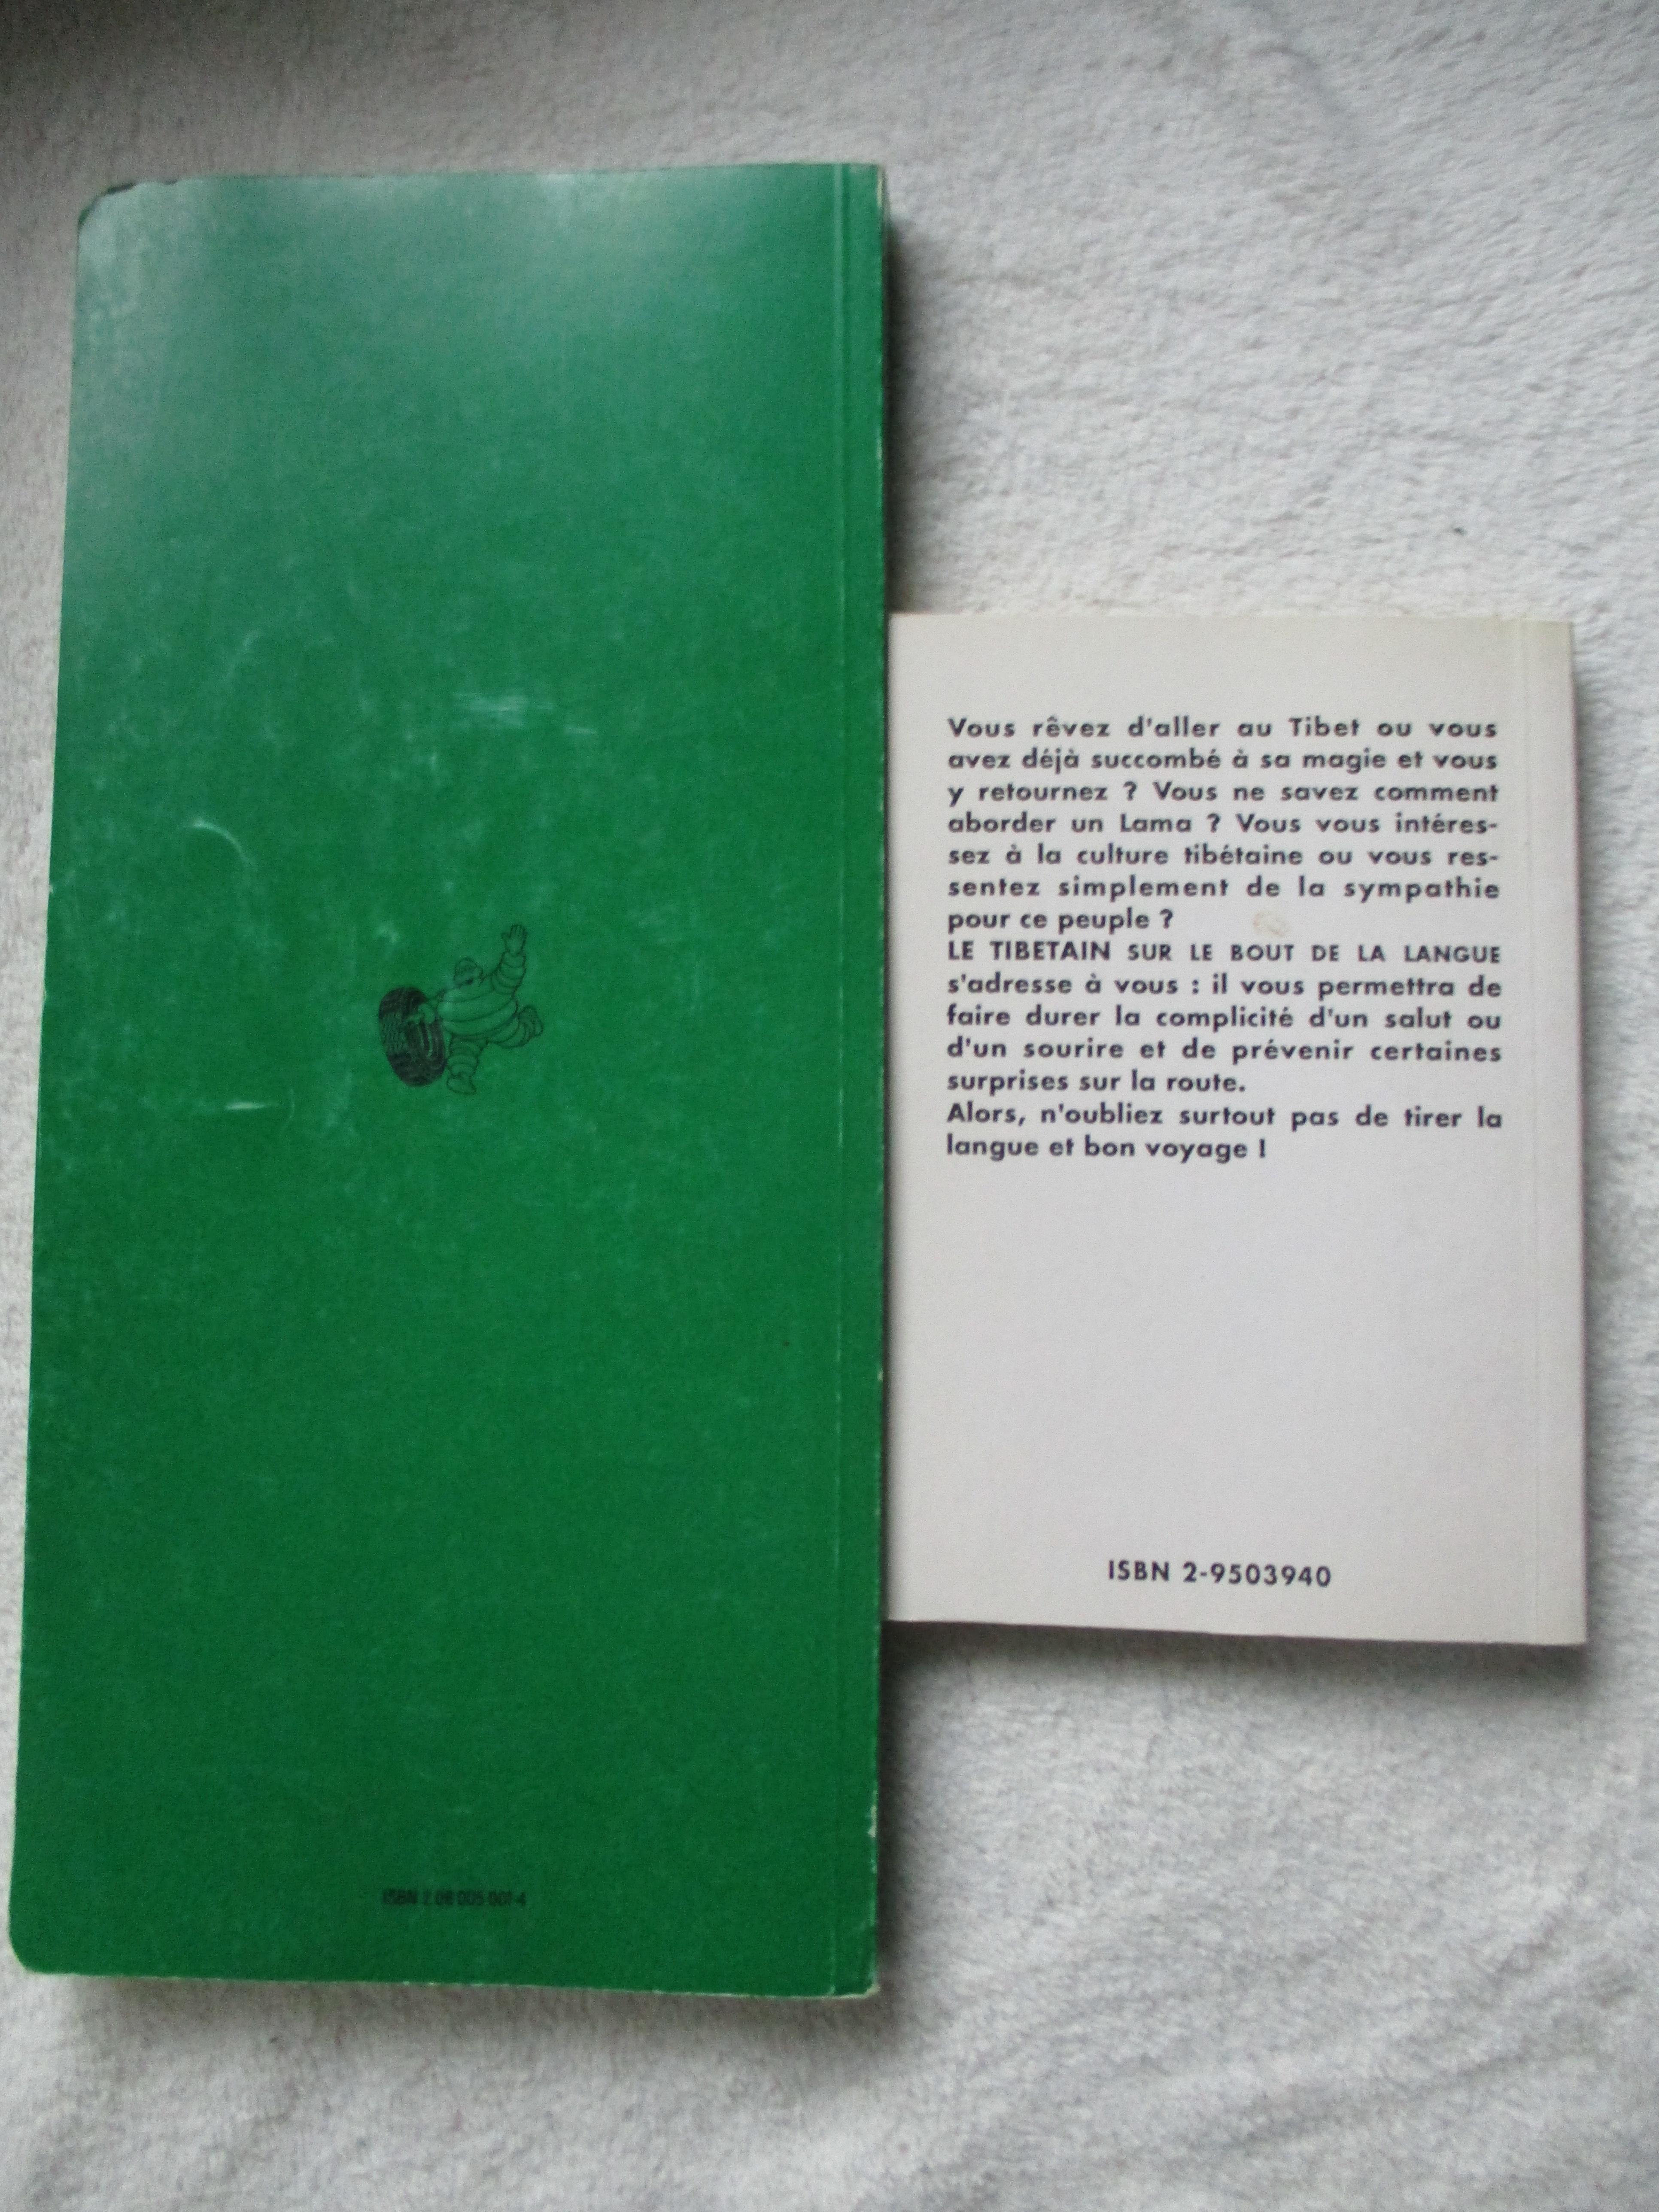 Vous rêvez d'aller au Tibet ou vous
avez déjà succombé à sa magie et vous
y retournez ? Vous ne savez comment
aborder un Lama ? Vous vous intéres-
sez à la culture tibétaine ou vous res-
sentez simplement de la sympathie
pour ce peuple ?
LE TIBETAIN SUR LE BOUT DE LA LANGUE
s'adresse à vous : il vous permettra de
faire durer la complicité d'un salut ou
d'un sourire et de prévenir certaines
surprises sur la route.
Alors, n'oubliez surtout pas de tirer la
langue et bon voyage !
ISBN 2-9503940
ISBN 2 06 005 001-4